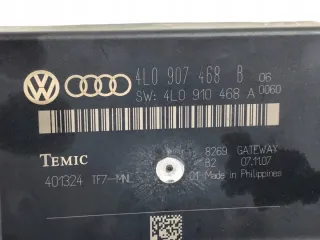 4L0 907 468 B 06
SW: 4L0 910 468 A 0060
TEMIC 8269 GATEWAY
B2 07.11.07
401324 TF7-MNL 01 Made in Philippines